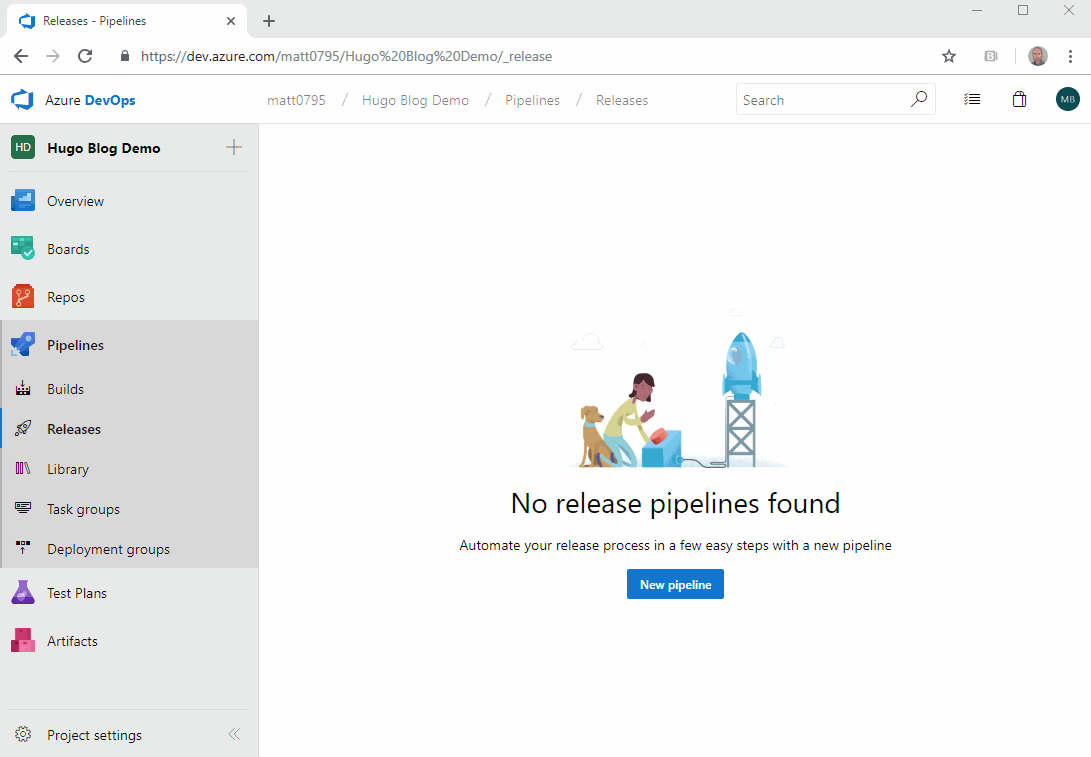 Releases - Pipelines
https://dev.azure.com/matt0795/Hugo%20Blog%20Demo/_release
Azure DevOps
matt0795 / Hugo Blog Demo / Pipelines / Releases
Search
MB
HD Hugo Blog Demo
Overview
Boards
Repos
Pipelines
Builds
Releases
Library
Task groups
Deployment groups
Test Plans
Artifacts
Project settings
No release pipelines found
Automate your release process in a few easy steps with a new pipeline
New pipeline